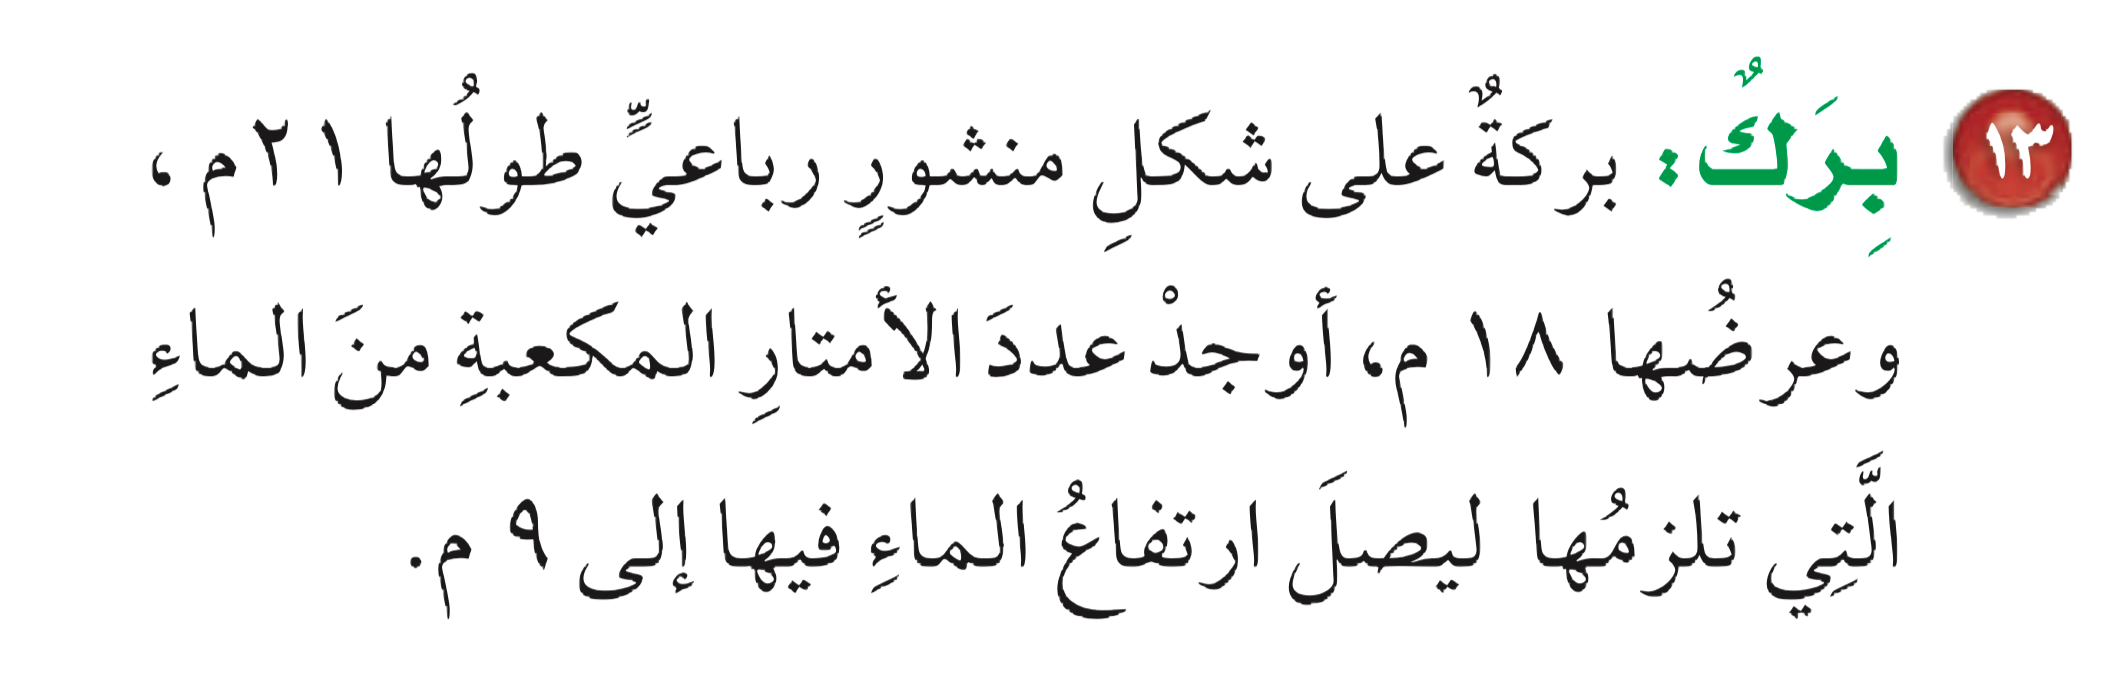 ١٣ بِرَكٌ: بركةٌ على شكلِ منشورٍ رباعيٍّ طولُها ٢١م،
وعرضُها ١٨ م، أوجدْ عددَ الأمتارِ المكعبةِ منَ الماءِ
الَّتِي تلزمُها ليصلَ ارتفاعُ الماءِ فيها إلى ٩ م.